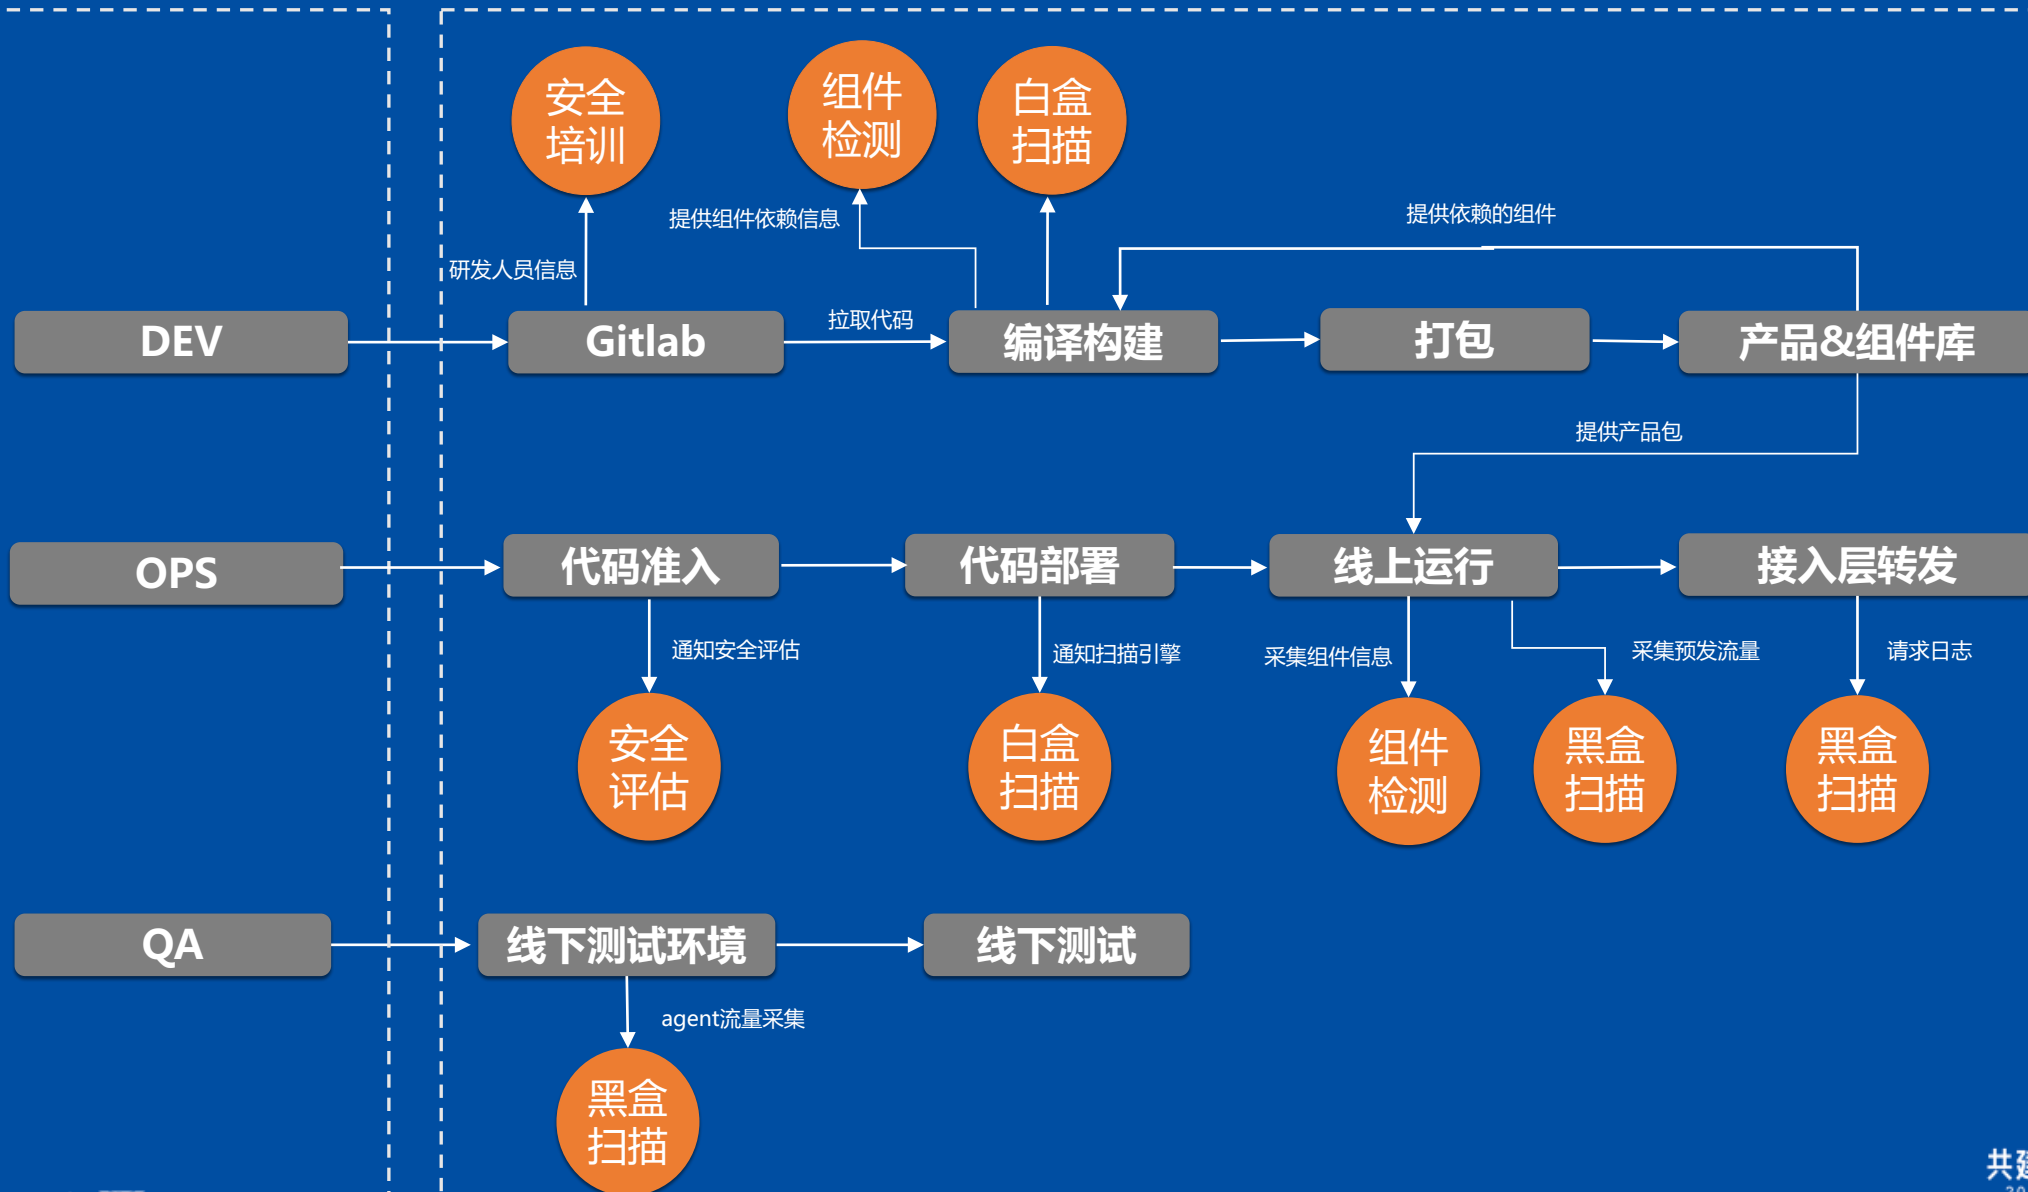 安全
培训
组件
检测
白盒
扫描
提供组件依赖信息
提供依赖的组件
研发人员信息
拉取代码
DEV
Gitlab
编译构建
打包
产品&组件库
提供产品包
OPS
代码准入
代码部署
线上运行
接入层转发
通知安全评估
通知扫描引擎
采集组件信息
采集预发流量
请求日志
安全
评估
白盒
扫描
组件
检测
黑盒
扫描
黑盒
扫描
QA
线下测试环境
线下测试
agent流量采集
黑盒
扫描
共建